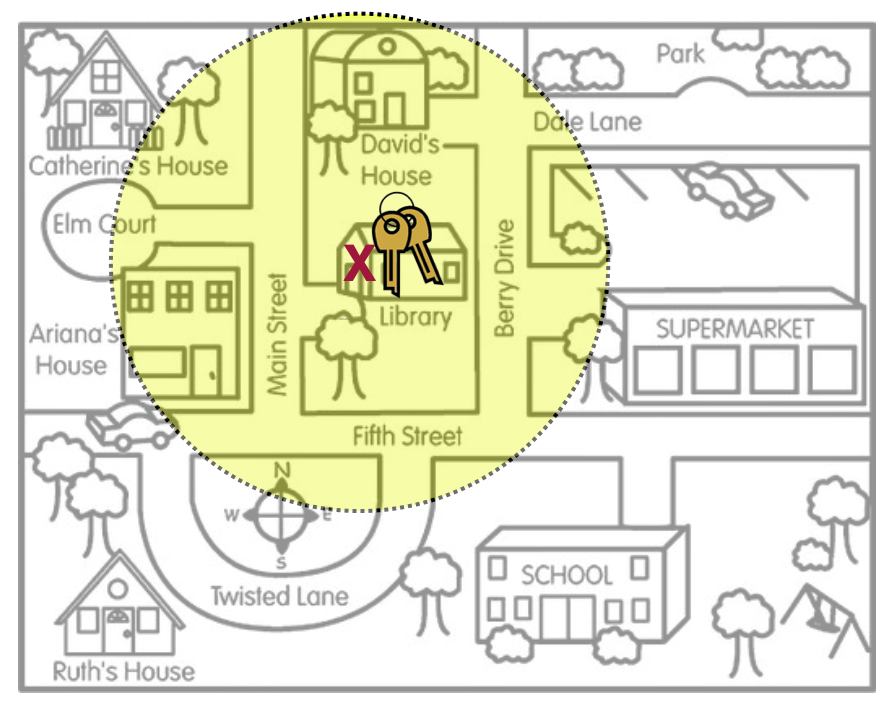 Park
Dale Lane
David's
House
Catherine's House
Elm Court
X
Berry Drive
Main Street
Library
Ariana's
House
SUPERMARKET
Fifth Street
N
W E
S
SCHOOL
Twisted Lane
Ruth's House